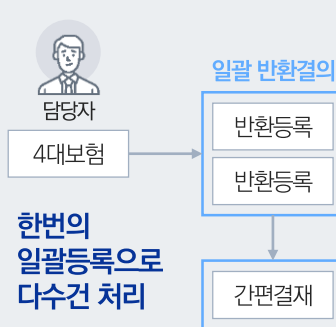 일괄 반환결의
담당자
4대보험
반환등록
반환등록
한번의
일괄등록으로
다수건 처리
간편결재